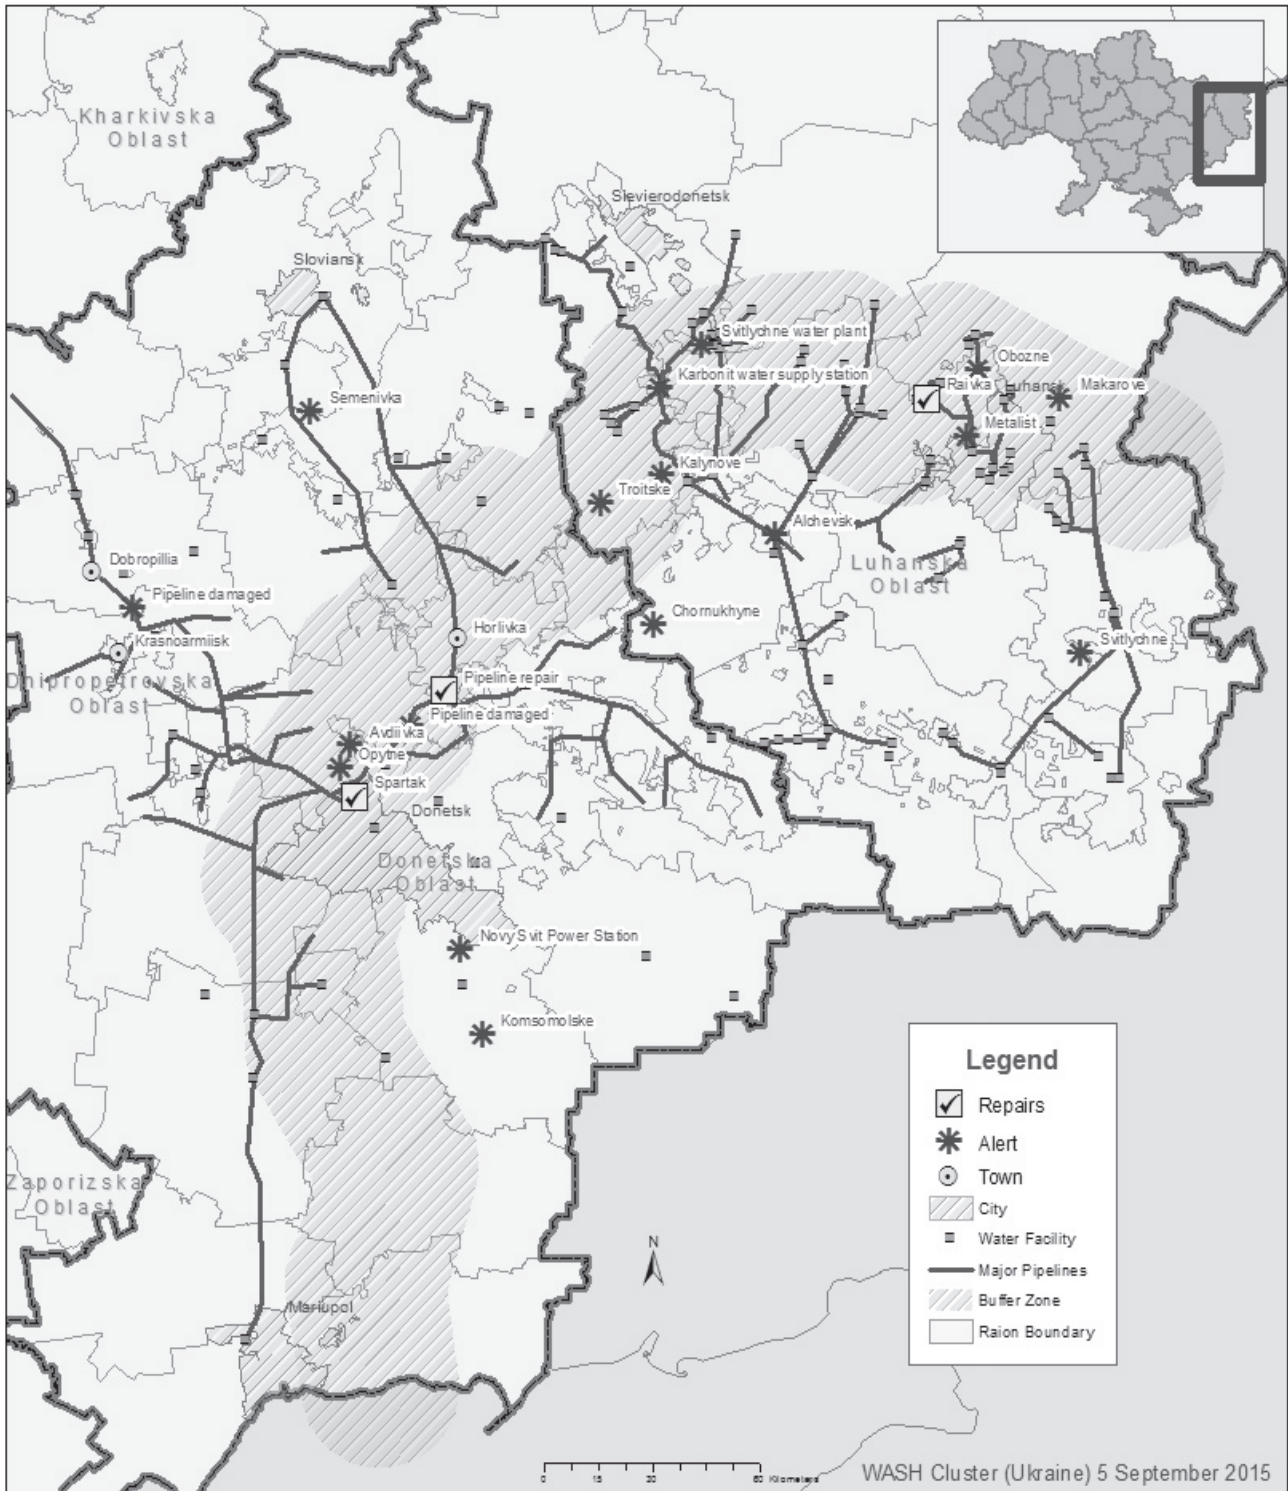 Kharkivska
Oblast
Slevierodonetsk
Sloviansk
Svitlychne water plant
Obozne
Karbonit water supply station
Raivka
Luhansk
Makarove
Semenivka
Metalist
Kalynove
Troitske
Alchevsk
Dobropillia
Luhanska
Oblast
Pipeline damaged
Chornukhyne
Horlivka
Krasnoarmiisk
Svitlychne
Dnipropetrovska
Oblast
Pipeline repair
Pipeline damaged
Avdiivka
Opytne
Spartak
Donetsk
Donetska
Oblast
Novy Svit Power Station
Komsomolske
Zaporizska
Oblast
Mariupol
N
Legend
Repairs
Alert
Town
City
Water Facility
Major Pipelines
Buffer Zone
Raion Boundary
0 15 30 60 Kilometers
WASH Cluster (Ukraine) 5 September 2015